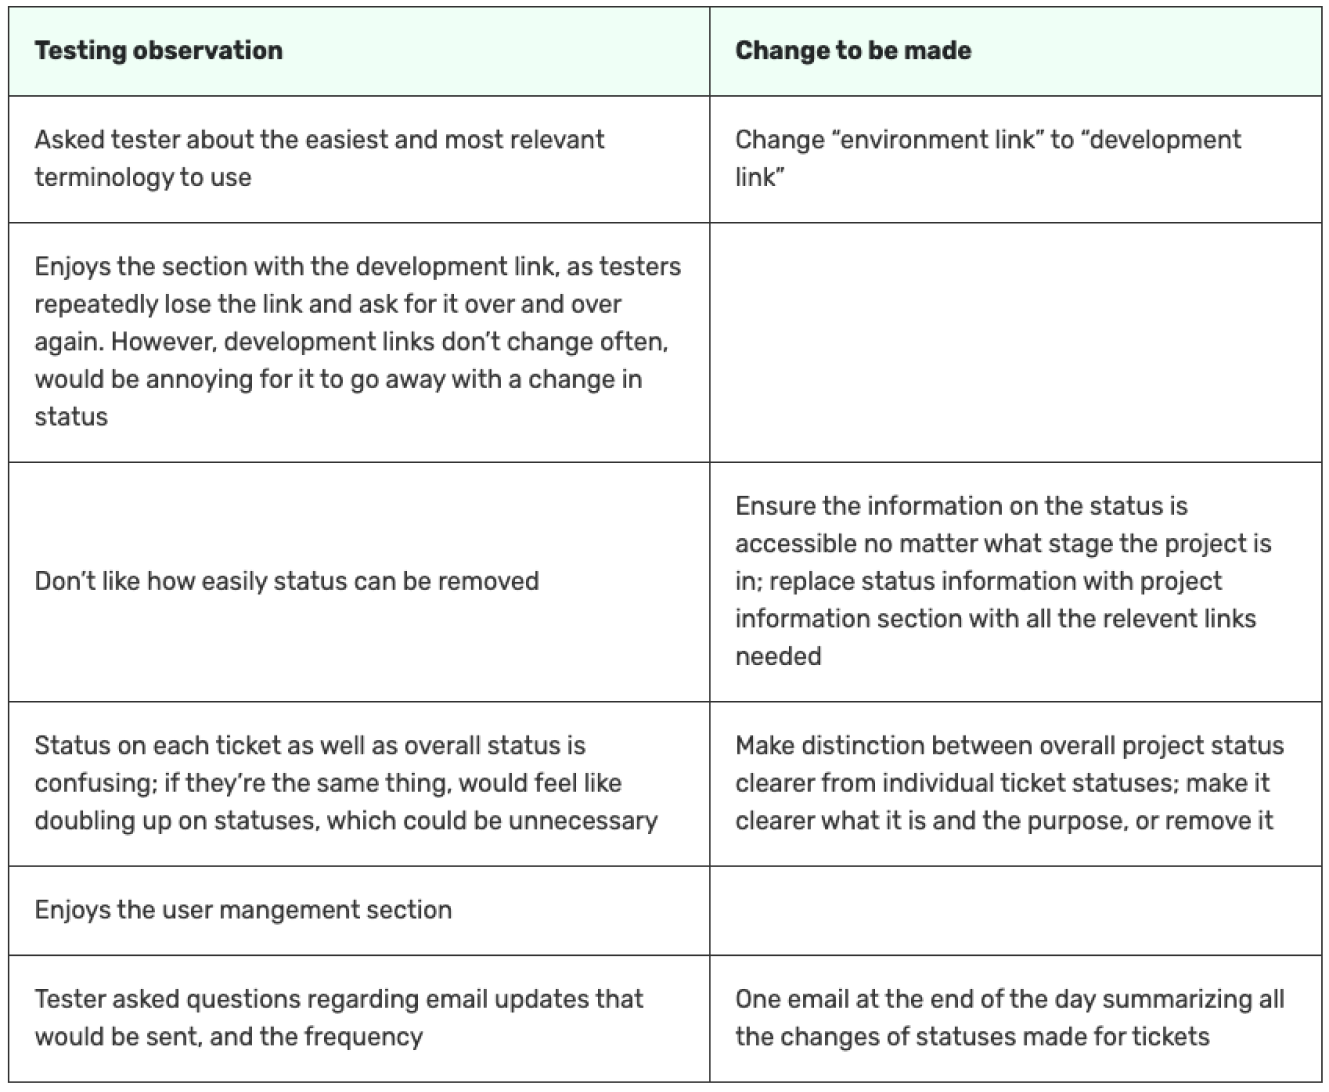 Testing observation
Change to be made
Asked tester about the easiest and most relevant
terminology to use
Change “environment link” to “development
link”
Enjoys the section with the development link, as testers
repeatedly lose the link and ask for it over and over
again. However, development links don’t change often,
would be annoying for it to go away with a change in
status
Don’t like how easily status can be removed
Ensure the information on the status is
accessible no matter what stage the project is
in; replace status information with project
information section with all the relevent links
needed
Status on each ticket as well as overall status is
confusing; if they’re the same thing, would feel like
doubling up on statuses, which could be unnecessary
Make distinction between overall project status
clearer from individual ticket statuses; make it
clearer what it is and the purpose, or remove it
Enjoys the user mangement section
Tester asked questions regarding email updates that
would be sent, and the frequency
One email at the end of the day summarizing all
the changes of statuses made for tickets